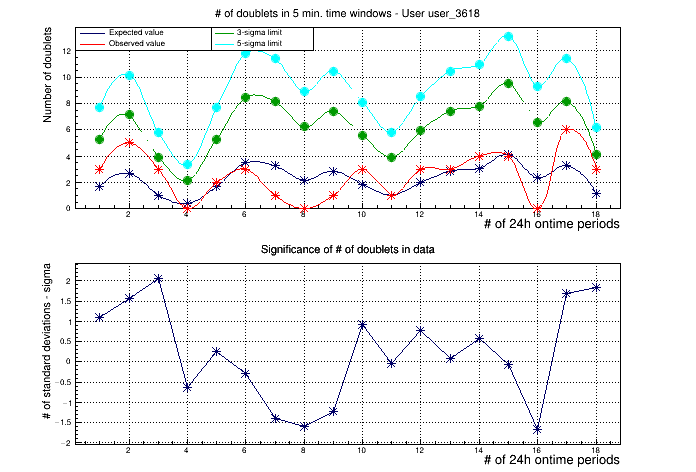 # of doublets in 5 min. time windows - User user_3618
Number of doublets
Expected value
Observed value
3-sigma limit
5-sigma limit
12
10
8
6
4
2
0
2 4 6 8 10 12 14 16 18
# of 24h ontime periods
Significance of # of doublets in data
# of standard deviations - sigma
2
1.5
1
0.5
0
−0.5
−1
−1.5
−2
2 4 6 8 10 12 14 16 18
# of 24h ontime periods